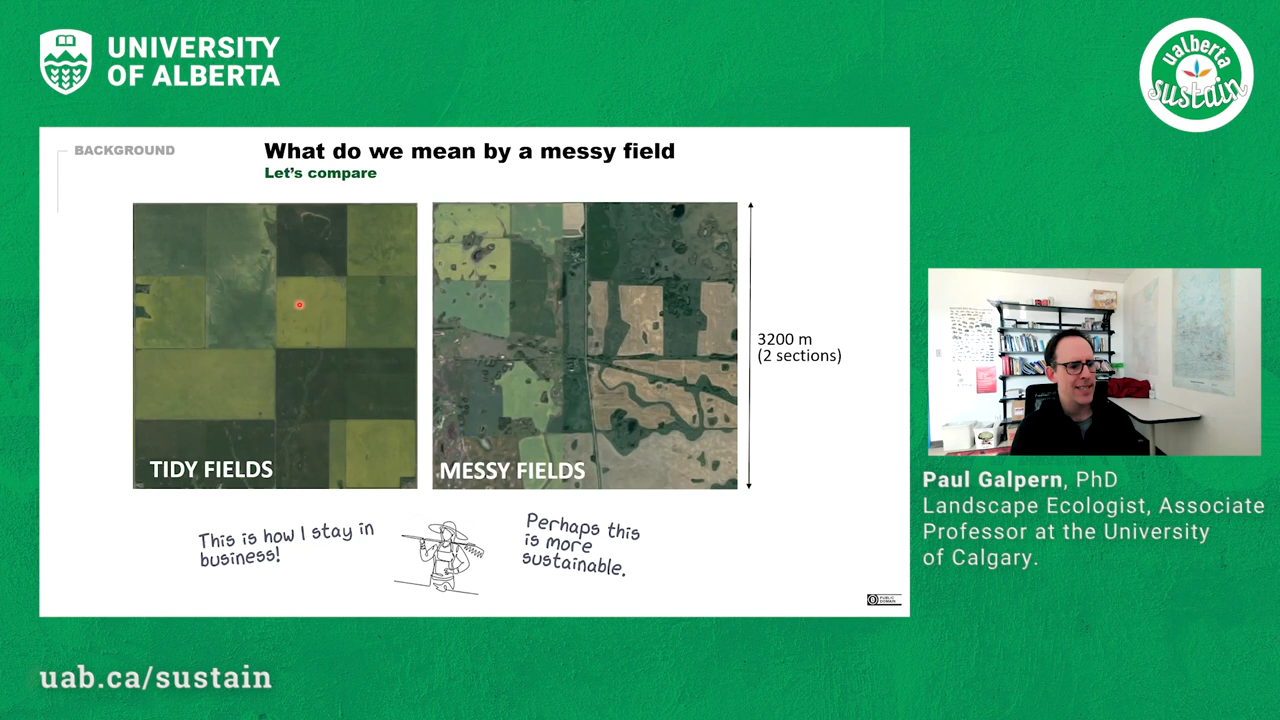 UNIVERSITY
OF ALBERTA
ualberta
sustain
BACKGROUND
What do we mean by a messy field
Let's compare
TIDY FIELDS
MESSY FIELDS
3200 m
(2 sections)
This is how I stay in
business!
Perhaps this
is more
sustainable.
PUBLIC
DOMAIN
Paul Galpern, PhD
Landscape Ecologist, Associate
Professor at the University
of Calgary.
uab.ca/sustain